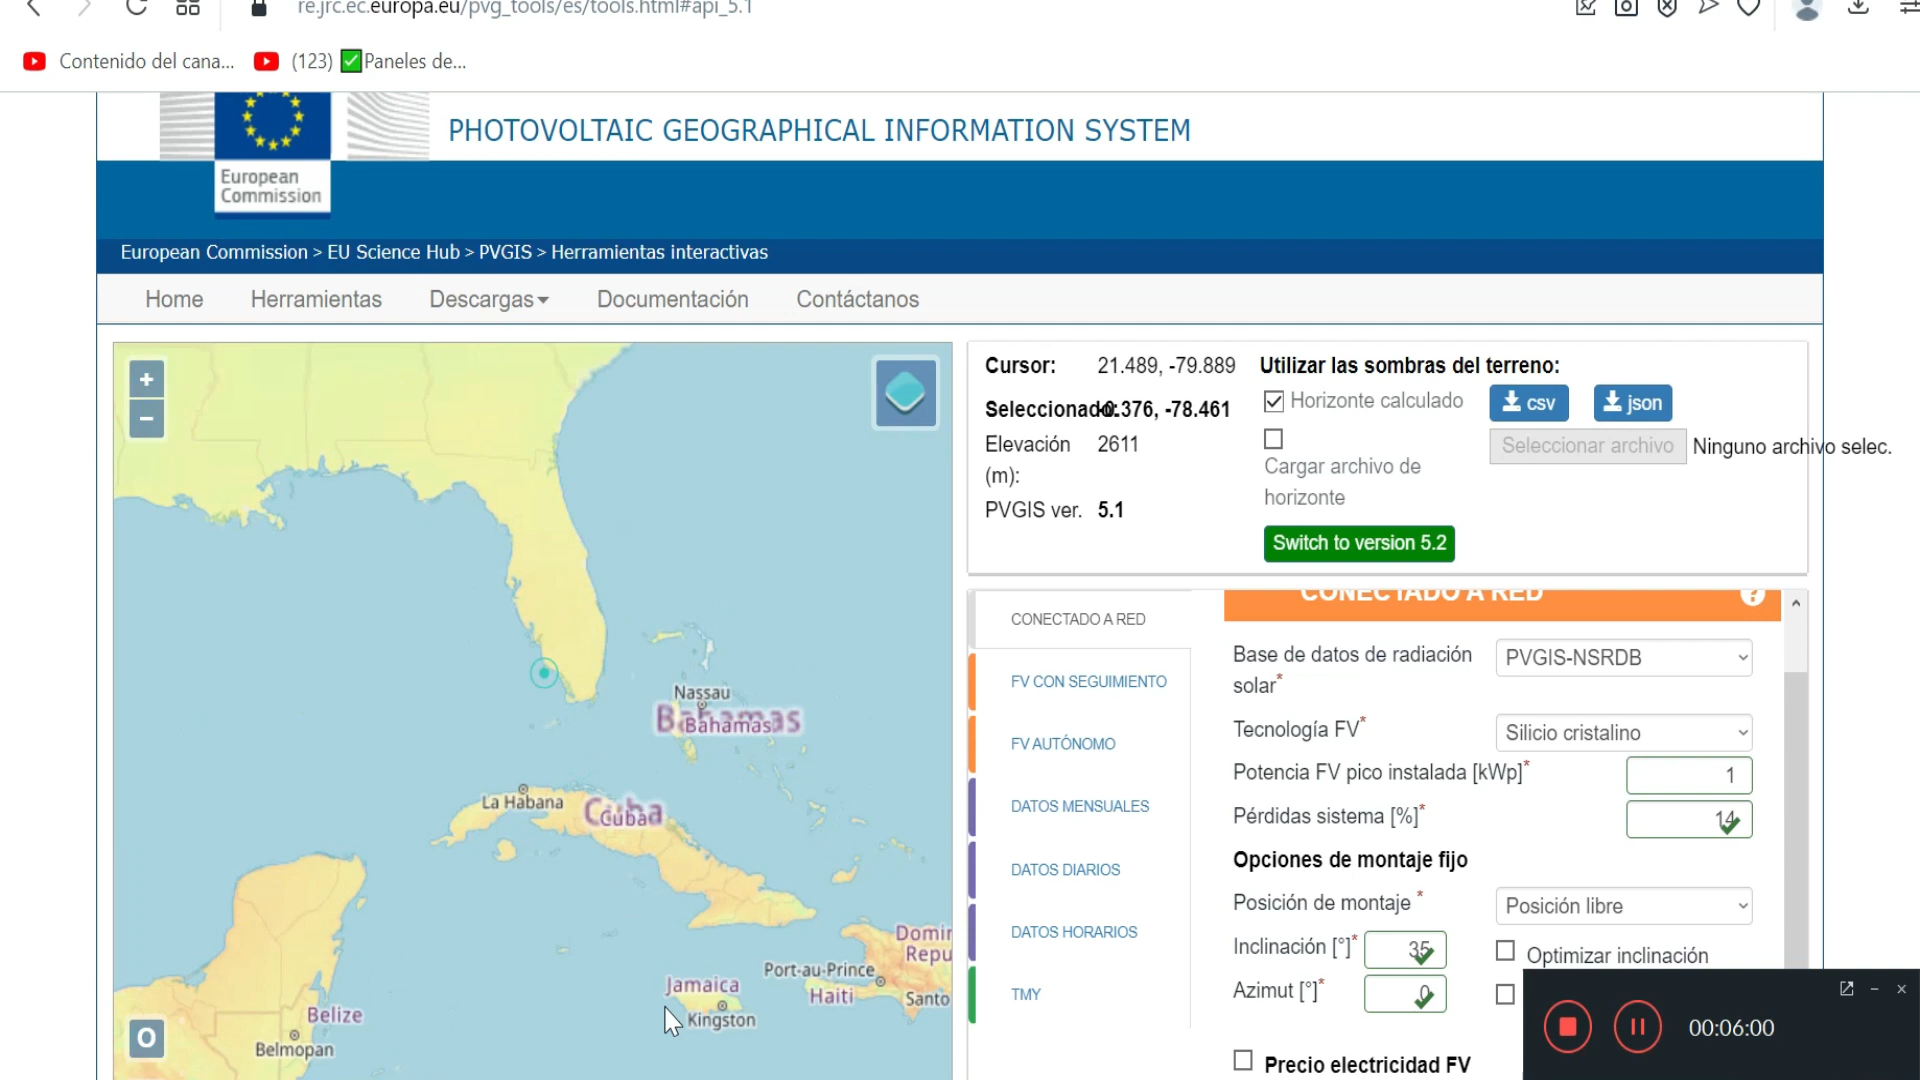 re.jrc.ec.europa.eu/pvg_tools/es/tools.html#api_5.1
Contenido del cana... (123) ✅Paneles de...
PHOTOVOLTAIC GEOGRAPHICAL INFORMATION SYSTEM
European
Commission
European Commission > EU Science Hub > PVGIS > Herramientas interactivas
Home Herramientas Descargas Documentación Contáctanos
+
−
Nassau
Bahamas
Bahamas
La Habana
Cuba
Cuba
Domin
Repu
Port-au-Prince
Haiti
Santo
Jamaica
Kingston
Belize
Belmopan
O
Cursor: 21.489, -79.889
Seleccionado: -0.376, -78.461
Elevación 2611
(m):
PVGIS ver. 5.1
Utilizar las sombras del terreno:
Horizonte calculado csv json
Seleccionar archivo Ninguno archivo selec.
Cargar archivo de
horizonte
Switch to version 5.2
CONECTADO A RED
FV CON SEGUIMIENTO
FV AUTÓNOMO
DATOS MENSUALES
DATOS DIARIOS
DATOS HORARIOS
TMY
CONECTADO A RED ?
Base de datos de radiación
solar* PVGIS-NSRDB
Tecnología FV* Silicio cristalino
Potencia FV pico instalada [kWp]* 1
Pérdidas sistema [%]* 14
Opciones de montaje fijo
Posición de montaje * Posición libre
Inclinación [°]* 35 Optimizar inclinación
Azimut [°]* 0
Precio electricidad FV
00:06:00